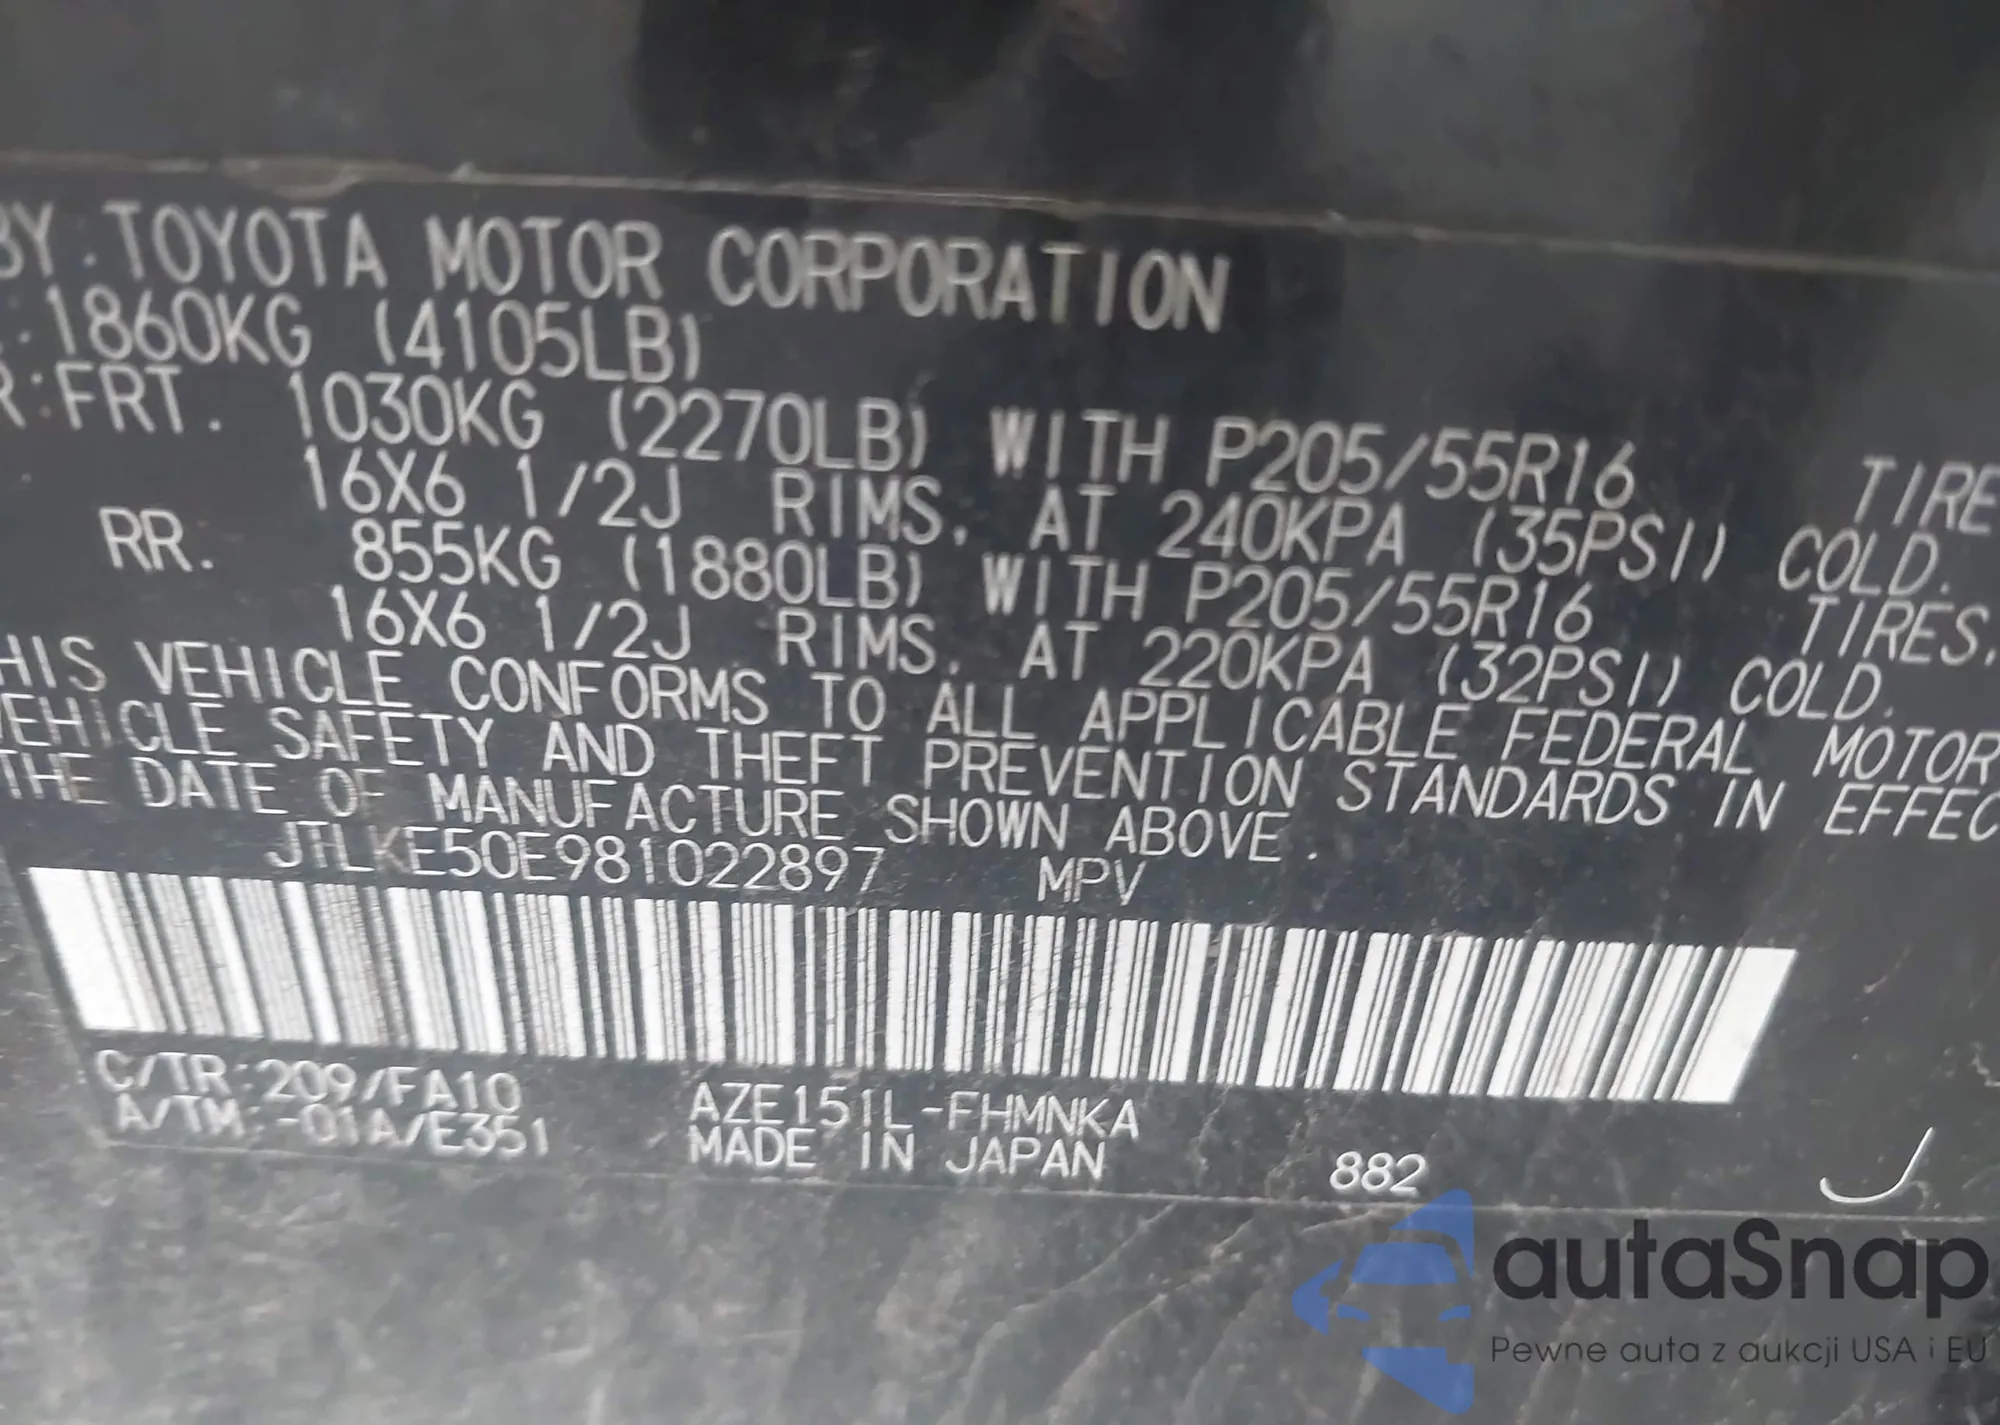 BY TOYOTA MOTOR CORPORATION
1860KG (4105LB)
R:FRT. 1030KG (2270LB) WITH P205/55R16 TIRE
16X6 1/2J RIMS, AT 240KPA (35PSI) COLD.
RR. 855KG (1880LB) WITH P205/55R16 TIRES,
16X6 1/2J RIMS, AT 220KPA (32PSI) COLD.
HIS VEHICLE CONFORMS TO ALL APPLICABLE FEDERAL MOTOR
VEHICLE SAFETY AND THEFT PREVENTION STANDARDS IN EFFEC
THE DATE OF MANUFACTURE SHOWN ABOVE.
JTLKE50E981022897 MPV
C/TR:209/FA10 AZE151L-FHMNKA
A/TM:-01A/E351 MADE IN JAPAN 882 J
autaSnap
Pewne auta z aukcji USA i EU